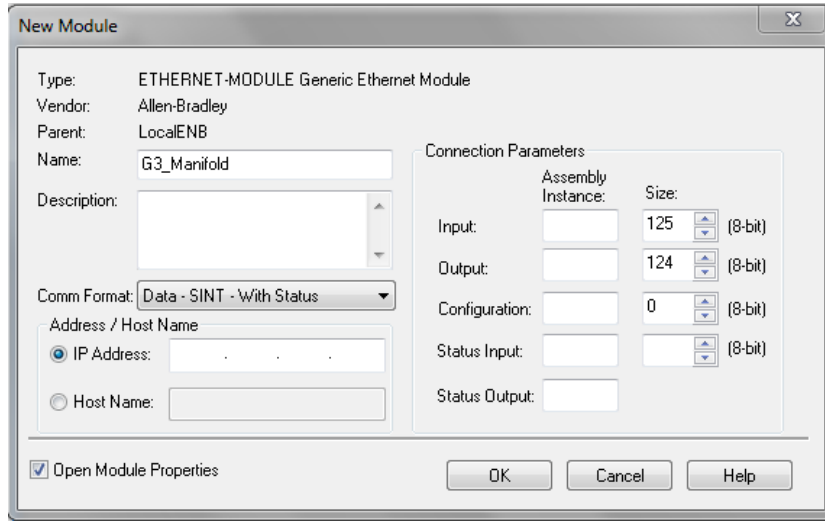 New Module
Type: ETHERNET-MODULE Generic Ethernet Module
Vendor: Allen-Bradley
Parent: LocalENB
Name: G3_Manifold
Description:
Comm Format: Data - SINT - With Status
Address / Host Name
IP Address: . . .
Host Name:
Connection Parameters
Assembly
Instance: Size:
Input: 125 (8-bit)
Output: 124 (8-bit)
Configuration: 0 (8-bit)
Status Input: (8-bit)
Status Output:
Open Module Properties
OK Cancel Help